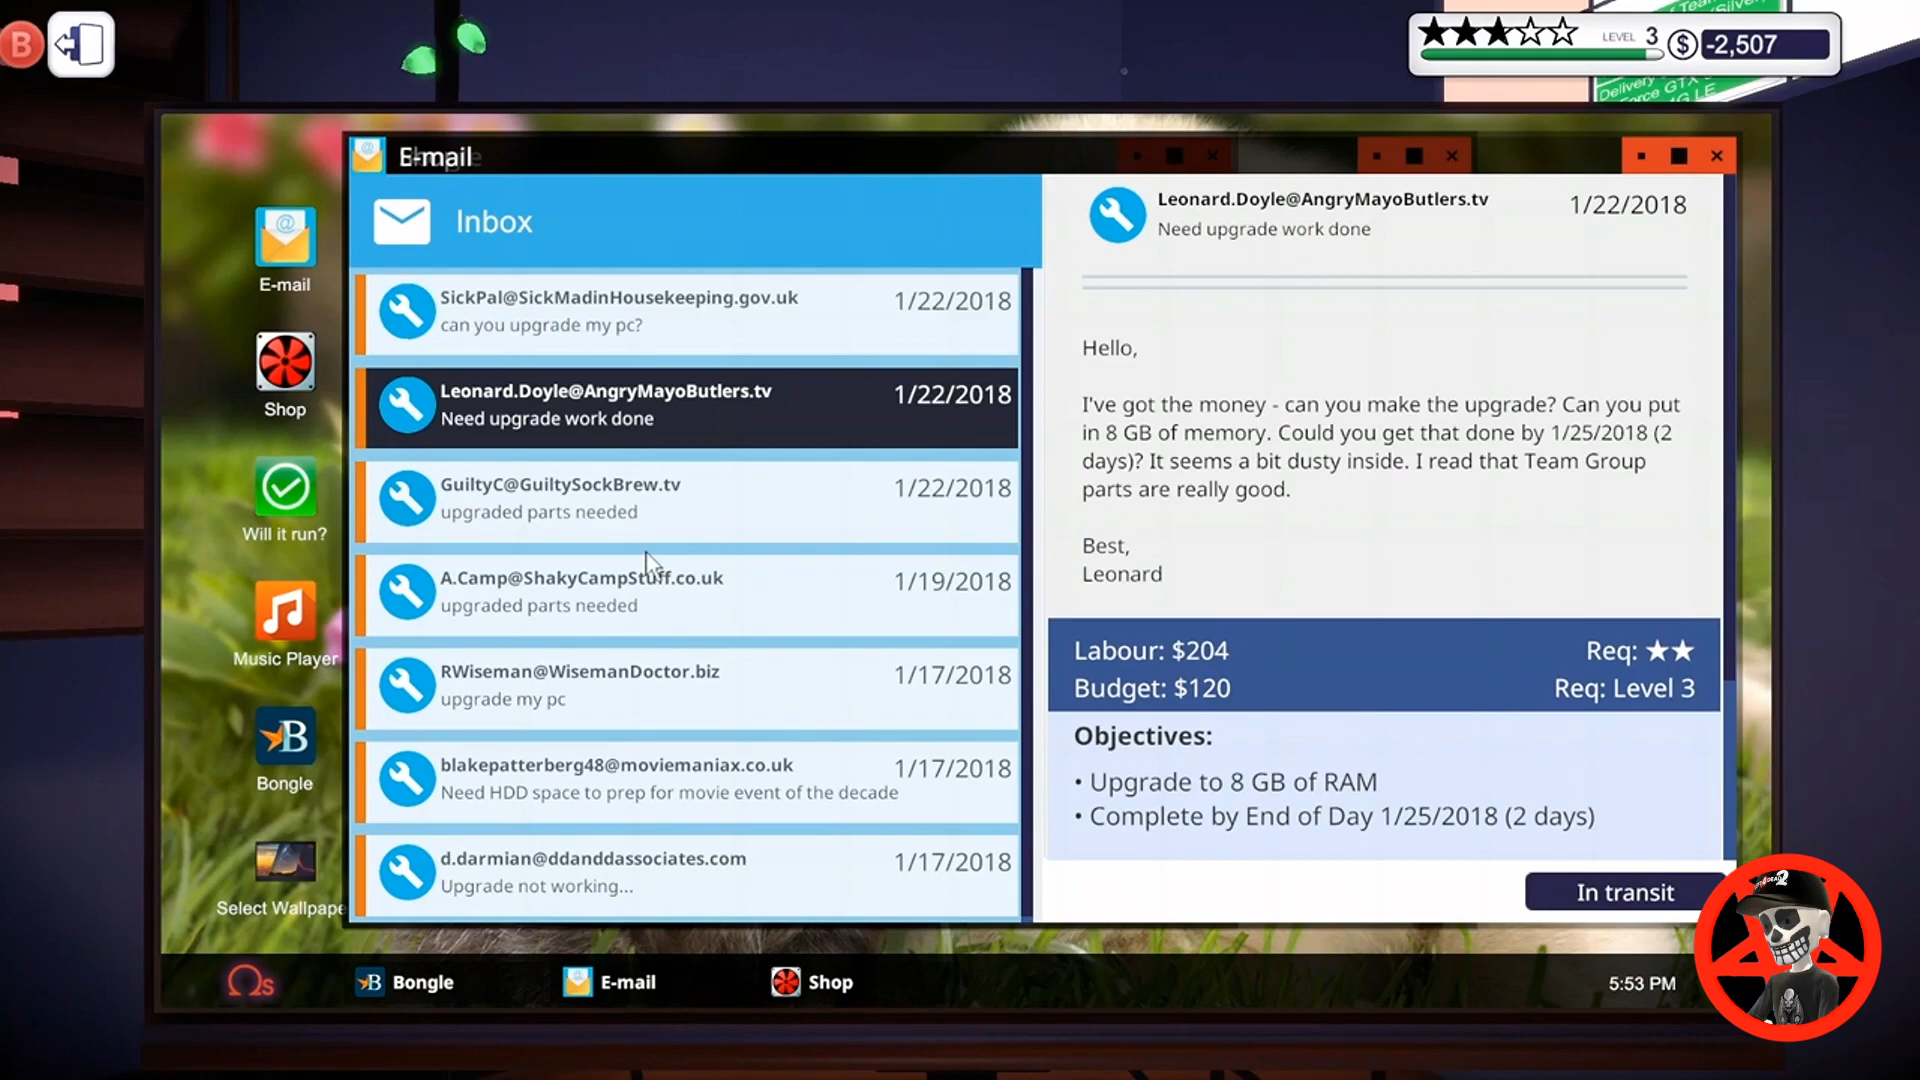 B
LEVEL 3
-2,507
Delivery
Force GTX
E-mail
Inbox
SickPal@SickMadinHousekeeping.gov.uk
1/22/2018
can you upgrade my pc?
Leonard.Doyle@AngryMayoButlers.tv
1/22/2018
Need upgrade work done
GuiltyC@GuiltySockBrew.tv
1/22/2018
upgraded parts needed
A.Camp@ShakyCampStuff.co.uk
1/19/2018
upgraded parts needed
RWiseman@WisemanDoctor.biz
1/17/2018
upgrade my pc
blakepatterberg48@moviemaniax.co.uk
1/17/2018
Need HDD space to prep for movie event of the decade
d.darmian@ddanddassociates.com
1/17/2018
Upgrade not working...
Leonard.Doyle@AngryMayoButlers.tv
1/22/2018
Need upgrade work done
Hello,
I've got the money - can you make the upgrade? Can you put
in 8 GB of memory. Could you get that done by 1/25/2018 (2
days)? It seems a bit dusty inside. I read that Team Group
parts are really good.
Best,
Leonard
Labour: $204
Req: ★★
Budget: $120
Req: Level 3
Objectives:
• Upgrade to 8 GB of RAM
• Complete by End of Day 1/25/2018 (2 days)
In transit
E-mail
Shop
Will it run?
Music Player
Bongle
Select Wallpape
Bongle
E-mail
Shop
5:53 PM